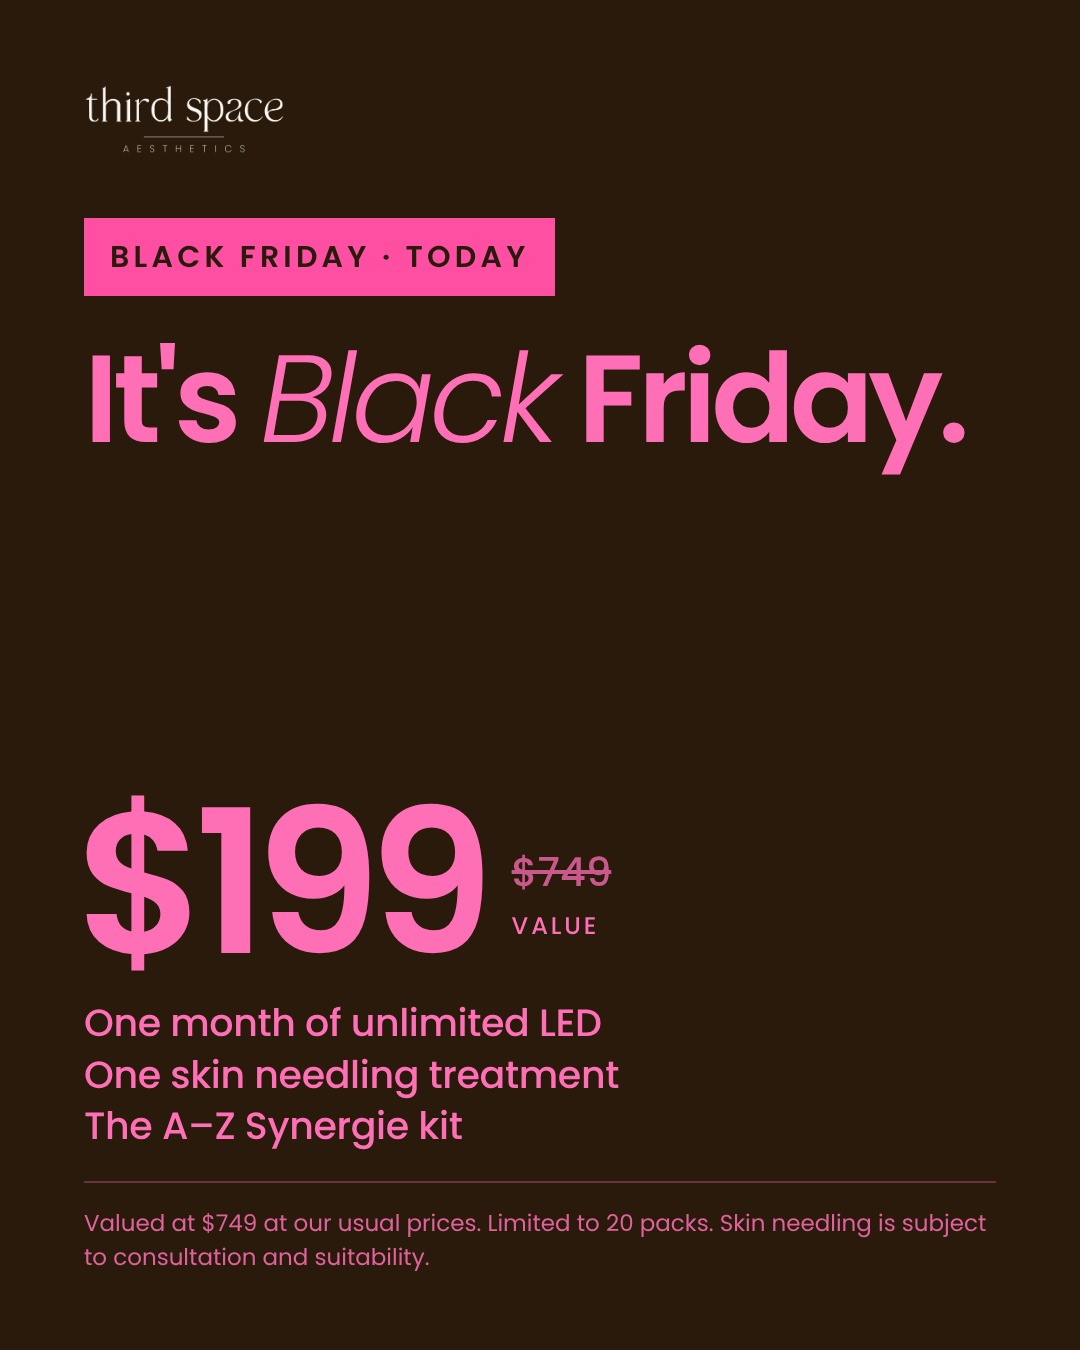 third space
AESTHETICS
BLACK FRIDAY · TODAY
It's Black Friday.
$199
$749
VALUE
One month of unlimited LED
One skin needling treatment
The A–Z Synergie kit
Valued at $749 at our usual prices. Limited to 20 packs. Skin needling is subject
to consultation and suitability.